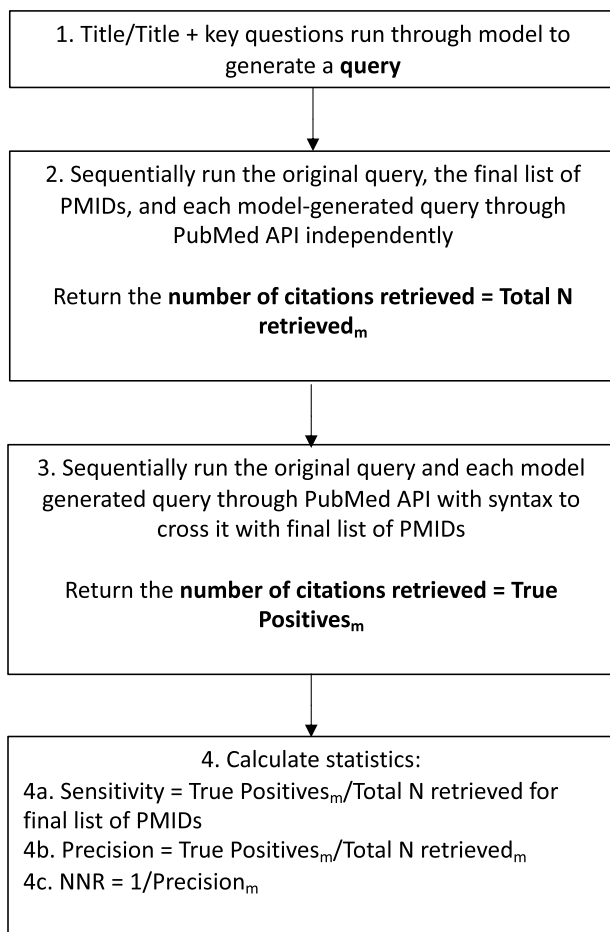 1. Title/Title + key questions run through model to
generate a query
2. Sequentially run the original query, the final list of
PMIDs, and each model-generated query through
PubMed API independently
Return the number of citations retrieved = Total N
retrievedₘ
3. Sequentially run the original query and each model
generated query through PubMed API with syntax to
cross it with final list of PMIDs
Return the number of citations retrieved = True
Positivesₘ
4. Calculate statistics:
4a. Sensitivity = True Positivesₘ/Total N retrieved for
final list of PMIDs
4b. Precision = True Positivesₘ/Total N retrievedₘ
4c. NNR = 1/Precisionₘ